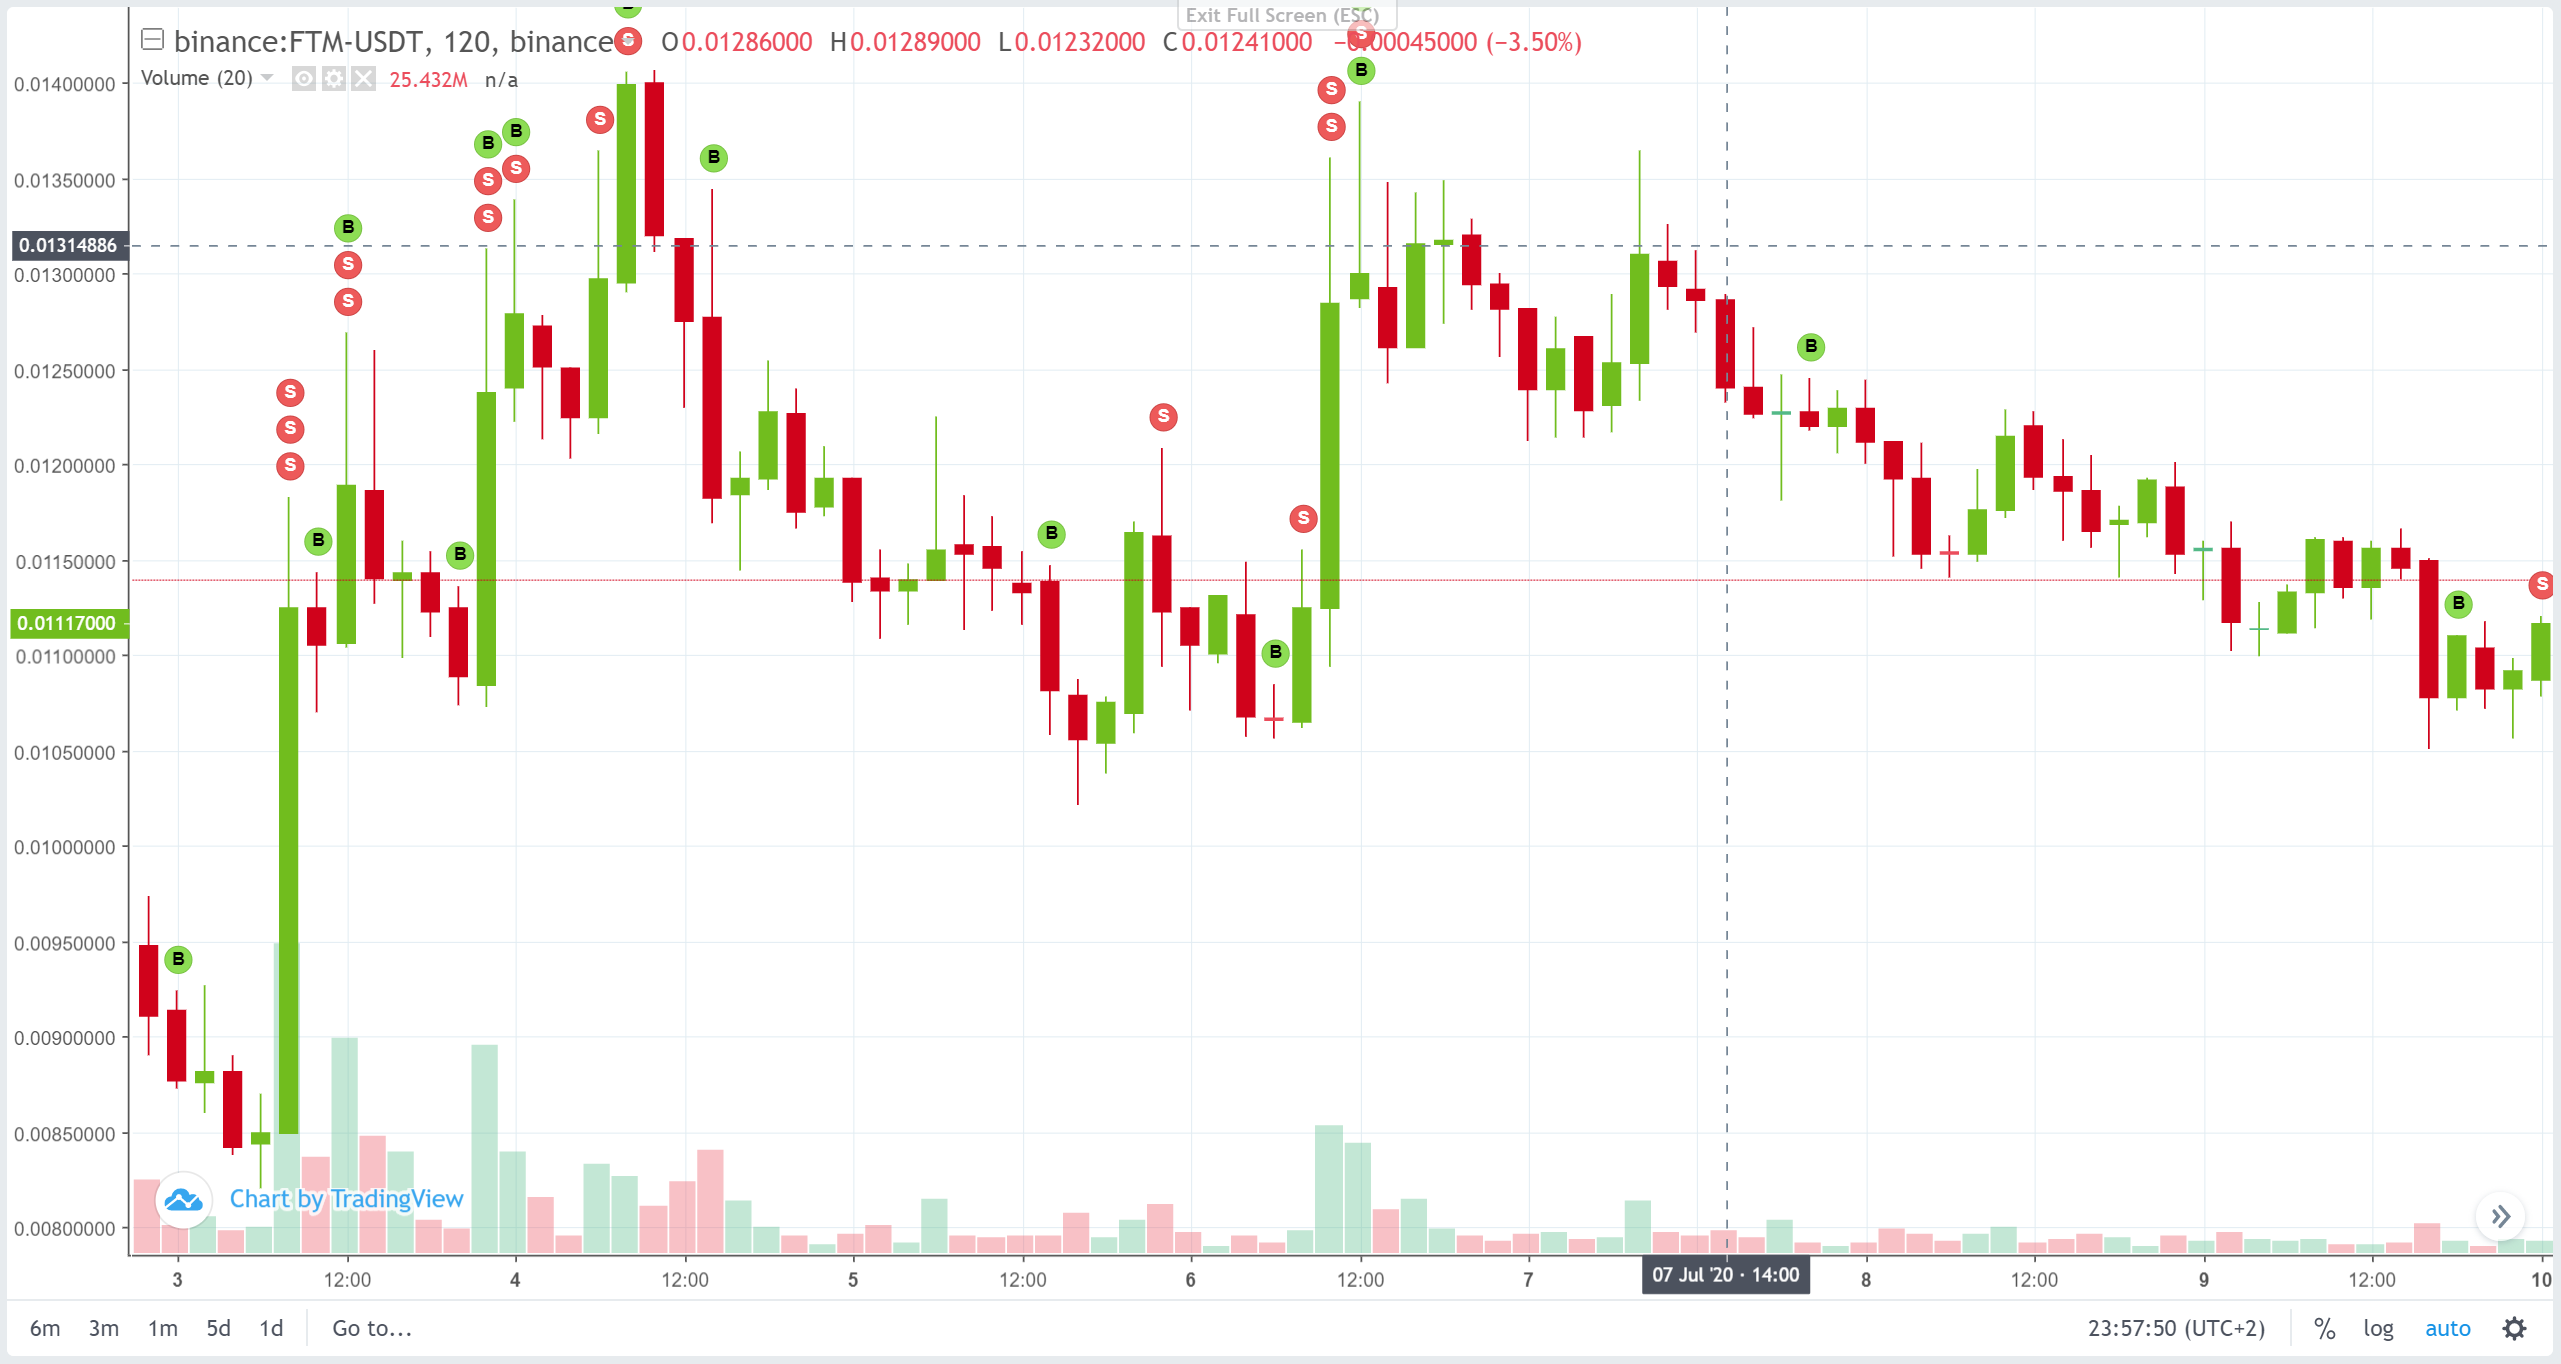 Exit Full Screen (ESC)
binance:FTM-USDT, 120, binance O0.01286000 H0.01289000 L0.01232000 C0.01241000 −0.00045000 (−3.50%)
Volume (20) 25.432M n/a
0.01400000
0.01350000
0.01314886
0.01300000
0.01250000
0.01200000
0.01150000
0.01117000
0.01100000
0.01050000
0.01000000
0.00950000
0.00900000
0.00850000
0.00800000
B
S
S
B
S
S
B
B
S
B
S
S
S
B
B
S
S
B
S
S
S
S
S
B
B
S
B
S
B
B
B
S
B
Chart by TradingView
3 12:00 4 12:00 5 12:00 6 12:00 7 07 Jul '20 · 14:00 8 12:00 9 12:00 10
6m 3m 1m 5d 1d Go to... 23:57:50 (UTC+2) % log auto